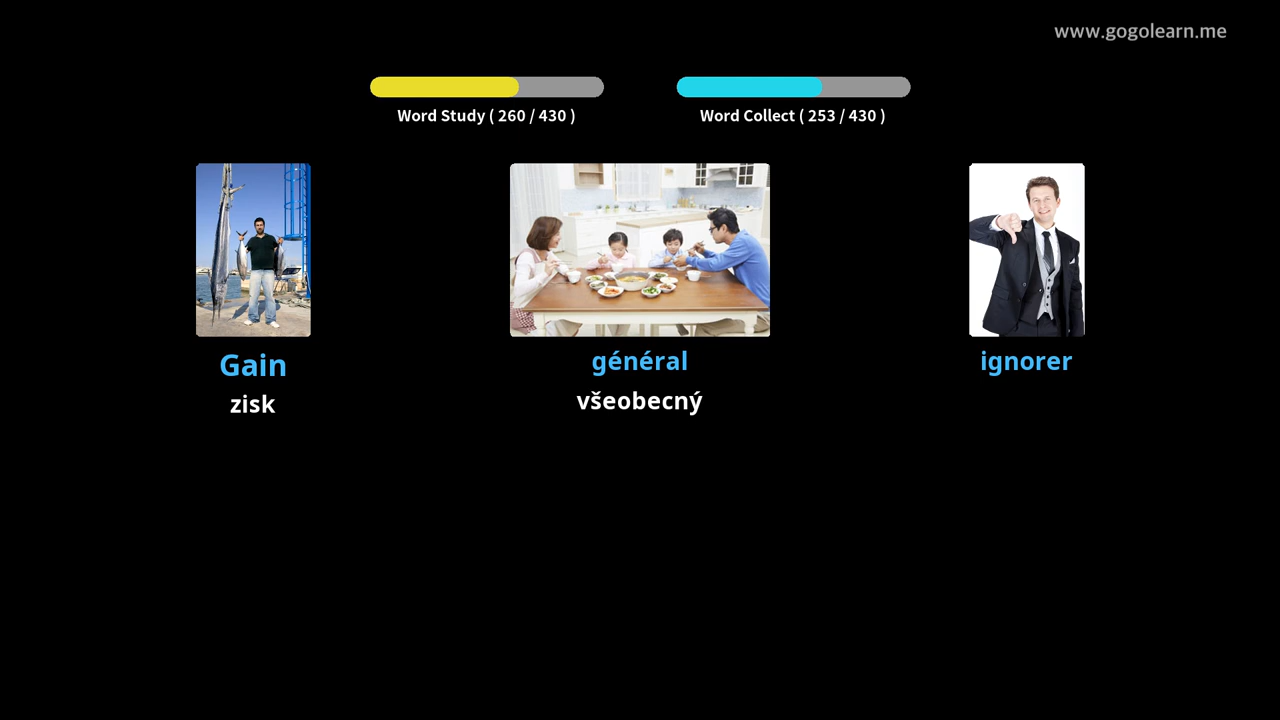 www.gogolearn.me
Word Study ( 260 / 430 )
Word Collect ( 253 / 430 )
Gain
zisk
général
všeobecný
ignorer